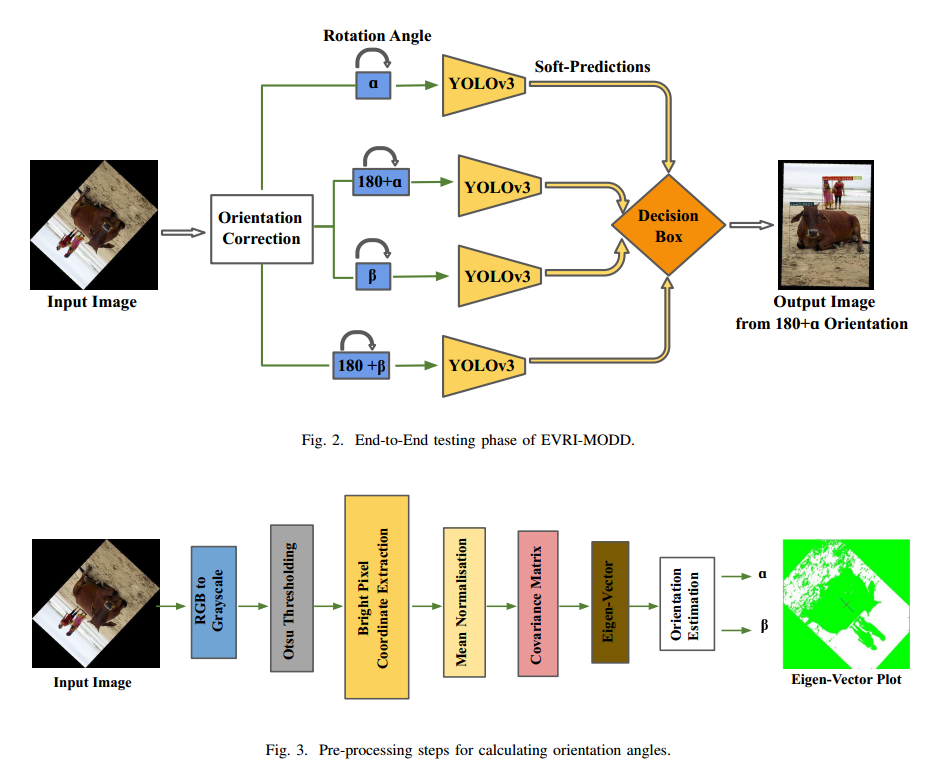 Rotation Angle
α
YOLOv3
Soft-Predictions
180+α
YOLOv3
Orientation
Correction
Decision
Box
β
YOLOv3
Input Image
Output Image
from 180+α Orientation
180 +β
YOLOv3
Fig. 2. End-to-End testing phase of EVRI-MODD.
RGB to
Grayscale
Otsu Thresholding
Bright Pixel
Coordinate Extraction
Mean Normalisation
Covariance Matrix
Eigen-Vector
Orientation
Estimation
α
β
Input Image
Eigen-Vector Plot
Fig. 3. Pre-processing steps for calculating orientation angles.